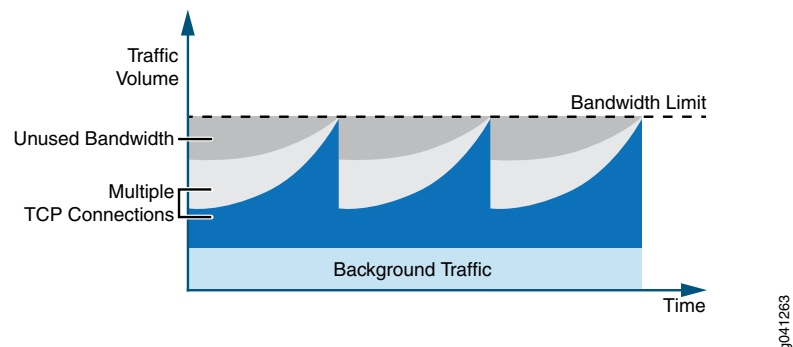 Traffic
Volume
Bandwidth Limit
Unused Bandwidth
Multiple
TCP Connections
Background Traffic
Time
g041263